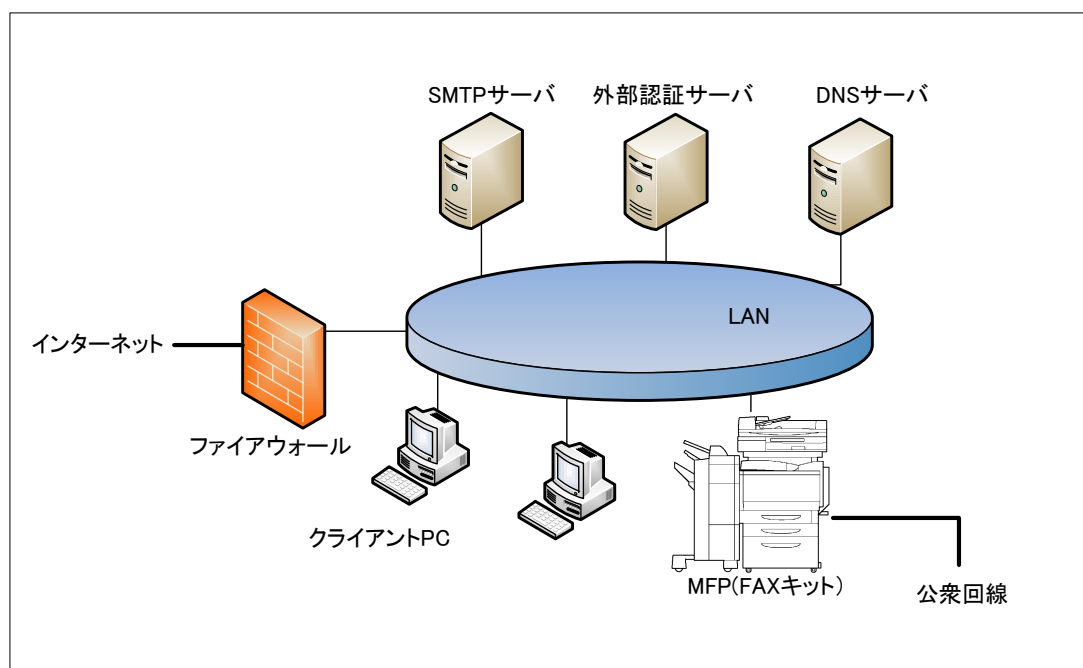 SMTPサーバ
外部認証サーバ
DNSサーバ
LAN
インターネット
ファイアウォール
クライアントPC
MFP(FAXキット)
公衆回線